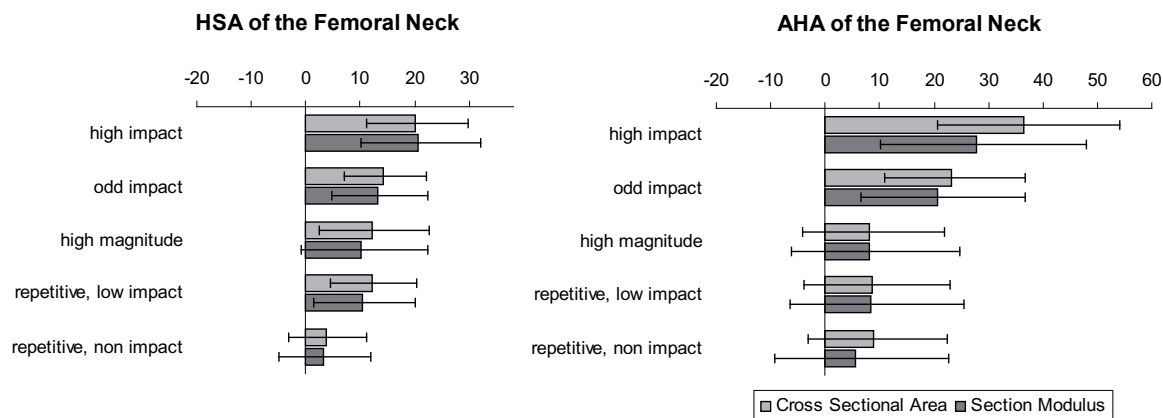 HSA of the Femoral Neck
-20 -10 0 10 20 30
high impact
odd impact
high magnitude
repetitive, low impact
repetitive, non impact
AHA of the Femoral Neck
-20 -10 0 10 20 30 40 50 60
high impact
odd impact
high magnitude
repetitive, low impact
repetitive, non impact
Cross Sectional Area Section Modulus